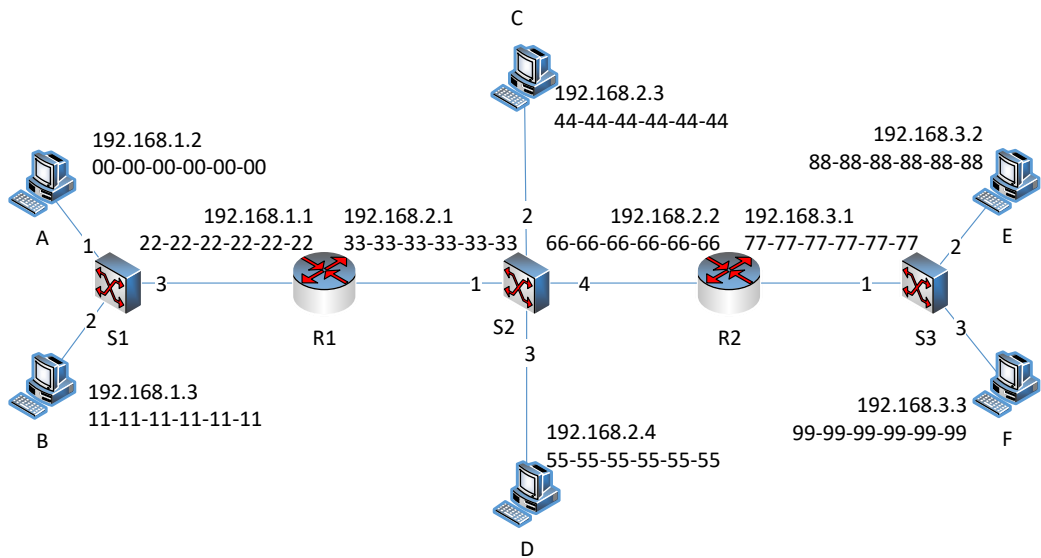 C
192.168.2.3
44-44-44-44-44-44
192.168.1.2
00-00-00-00-00-00
A
1
192.168.3.2
88-88-88-88-88-88
E
2
192.168.1.1
22-22-22-22-22-22
192.168.2.1
33-33-33-33-33-33
2
192.168.2.2
66-66-66-66-66-66
192.168.3.1
77-77-77-77-77-77
3
1
4
1
S1
R1
S2
R2
S3
2
3
3
192.168.1.3
11-11-11-11-11-11
B
192.168.3.3
99-99-99-99-99-99
F
192.168.2.4
55-55-55-55-55-55
D